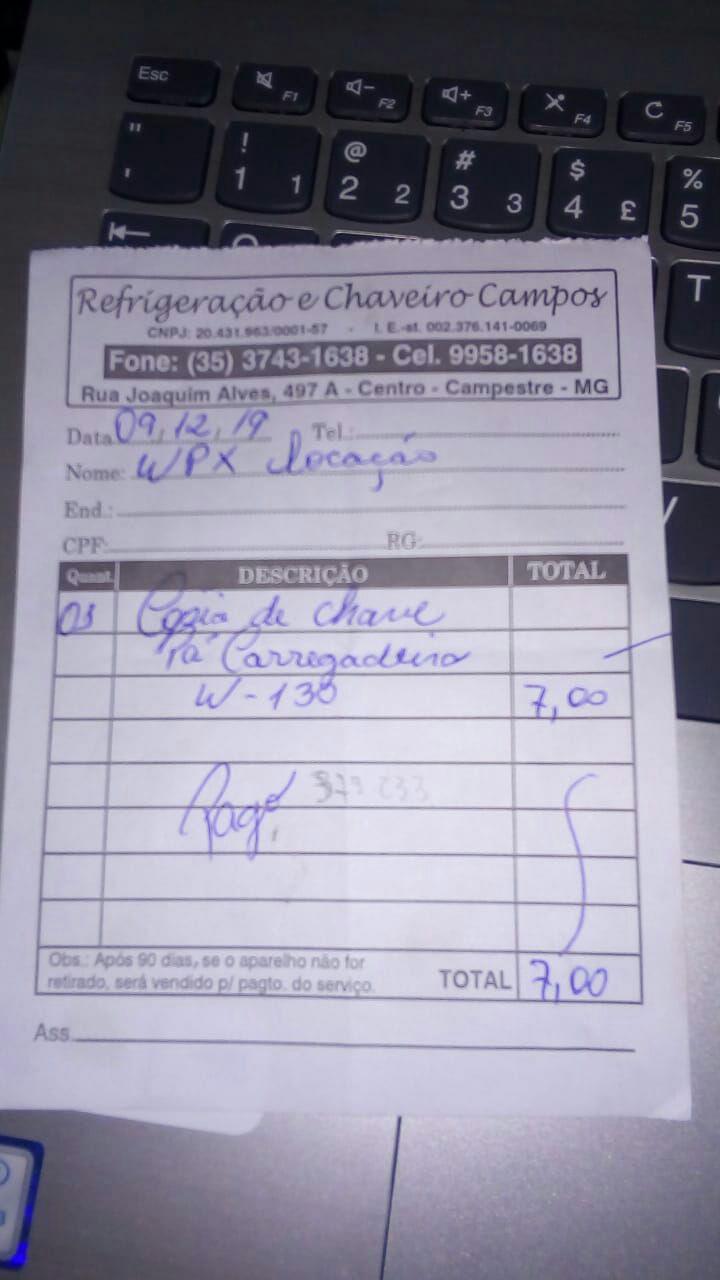 Esc F1 F2 F3 F4 F5
" ' ! 1 1 @ 2 2 # 3 3 $ 4 £ % 5
T
Refrigeração e Chaveiro Campos
CNPJ: 20.431.963/0001-57 - I. E.-st. 002.376.141-0069
Fone: (35) 3743-1638 - Cel. 9958-1638
Rua Joaquim Alves, 497 A - Centro - Campestre - MG
Data 09,12,19 Tel.:
Nome: WPX Locação
End.:
CPF: RG:
Quant. DESCRIÇÃO TOTAL
01 Copia de chave
Pá Carregadeira
W-130 7,00
Pago
Obs.: Após 90 dias, se o aparelho não for
retirado, será vendido p/ pagto. do serviço. TOTAL 7,00
Ass.